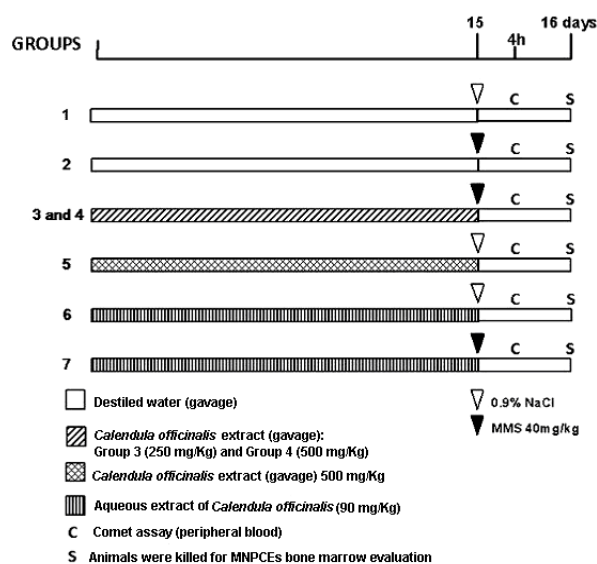 15 16 days
GROUPS 4h
C S
1
C S
2
C S
3 and 4
C S
5
C S
6
C S
7
Destiled water (gavage)
0.9% NaCl
MMS 40mg/kg
Calendula officinalis extract (gavage):
Group 3 (250 mg/Kg) and Group 4 (500 mg/Kg)
Calendula officinalis extract (gavage) 500 mg/Kg
Aqueous extract of Calendula officinalis (90 mg/Kg)
C Comet assay (peripheral blood)
S Animals were killed for MNPCEs bone marrow evaluation